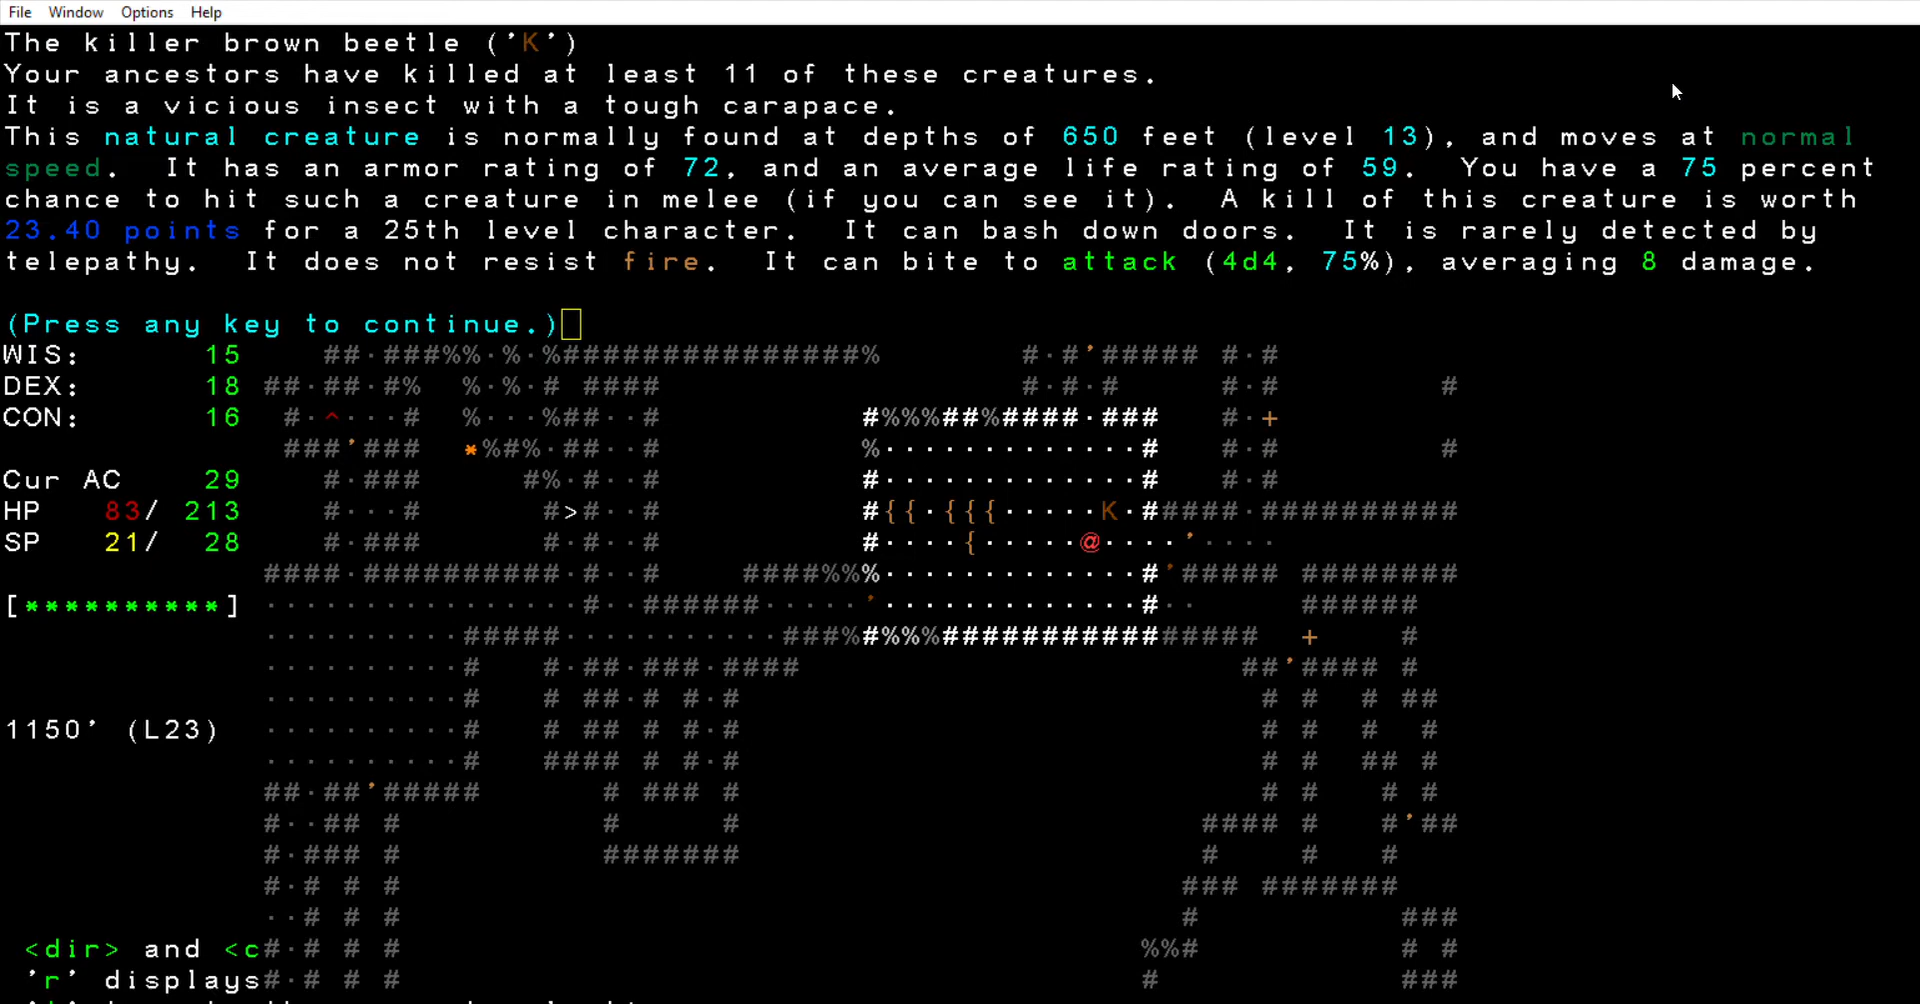 File Window Options Help
The killer brown beetle ('K')
Your ancestors have killed at least 11 of these creatures.
It is a vicious insect with a tough carapace.
This natural creature is normally found at depths of 650 feet (level 13), and moves at normal
speed.  It has an armor rating of 72, and an average life rating of 59.  You have a 75 percent
chance to hit such a creature in melee (if you can see it).  A kill of this creature is worth
23.40 points for a 25th level character.  It can bash down doors.  It is rarely detected by
telepathy.  It does not resist fire.  It can bite to attack (4d4, 75%), averaging 8 damage.
(Press any key to continue.)
WIS: 15
DEX: 18
CON: 16
Cur AC 29
HP 83/ 213
SP 21/ 28
[**********]
1150' (L23)
<dir> and <c
'r' displays